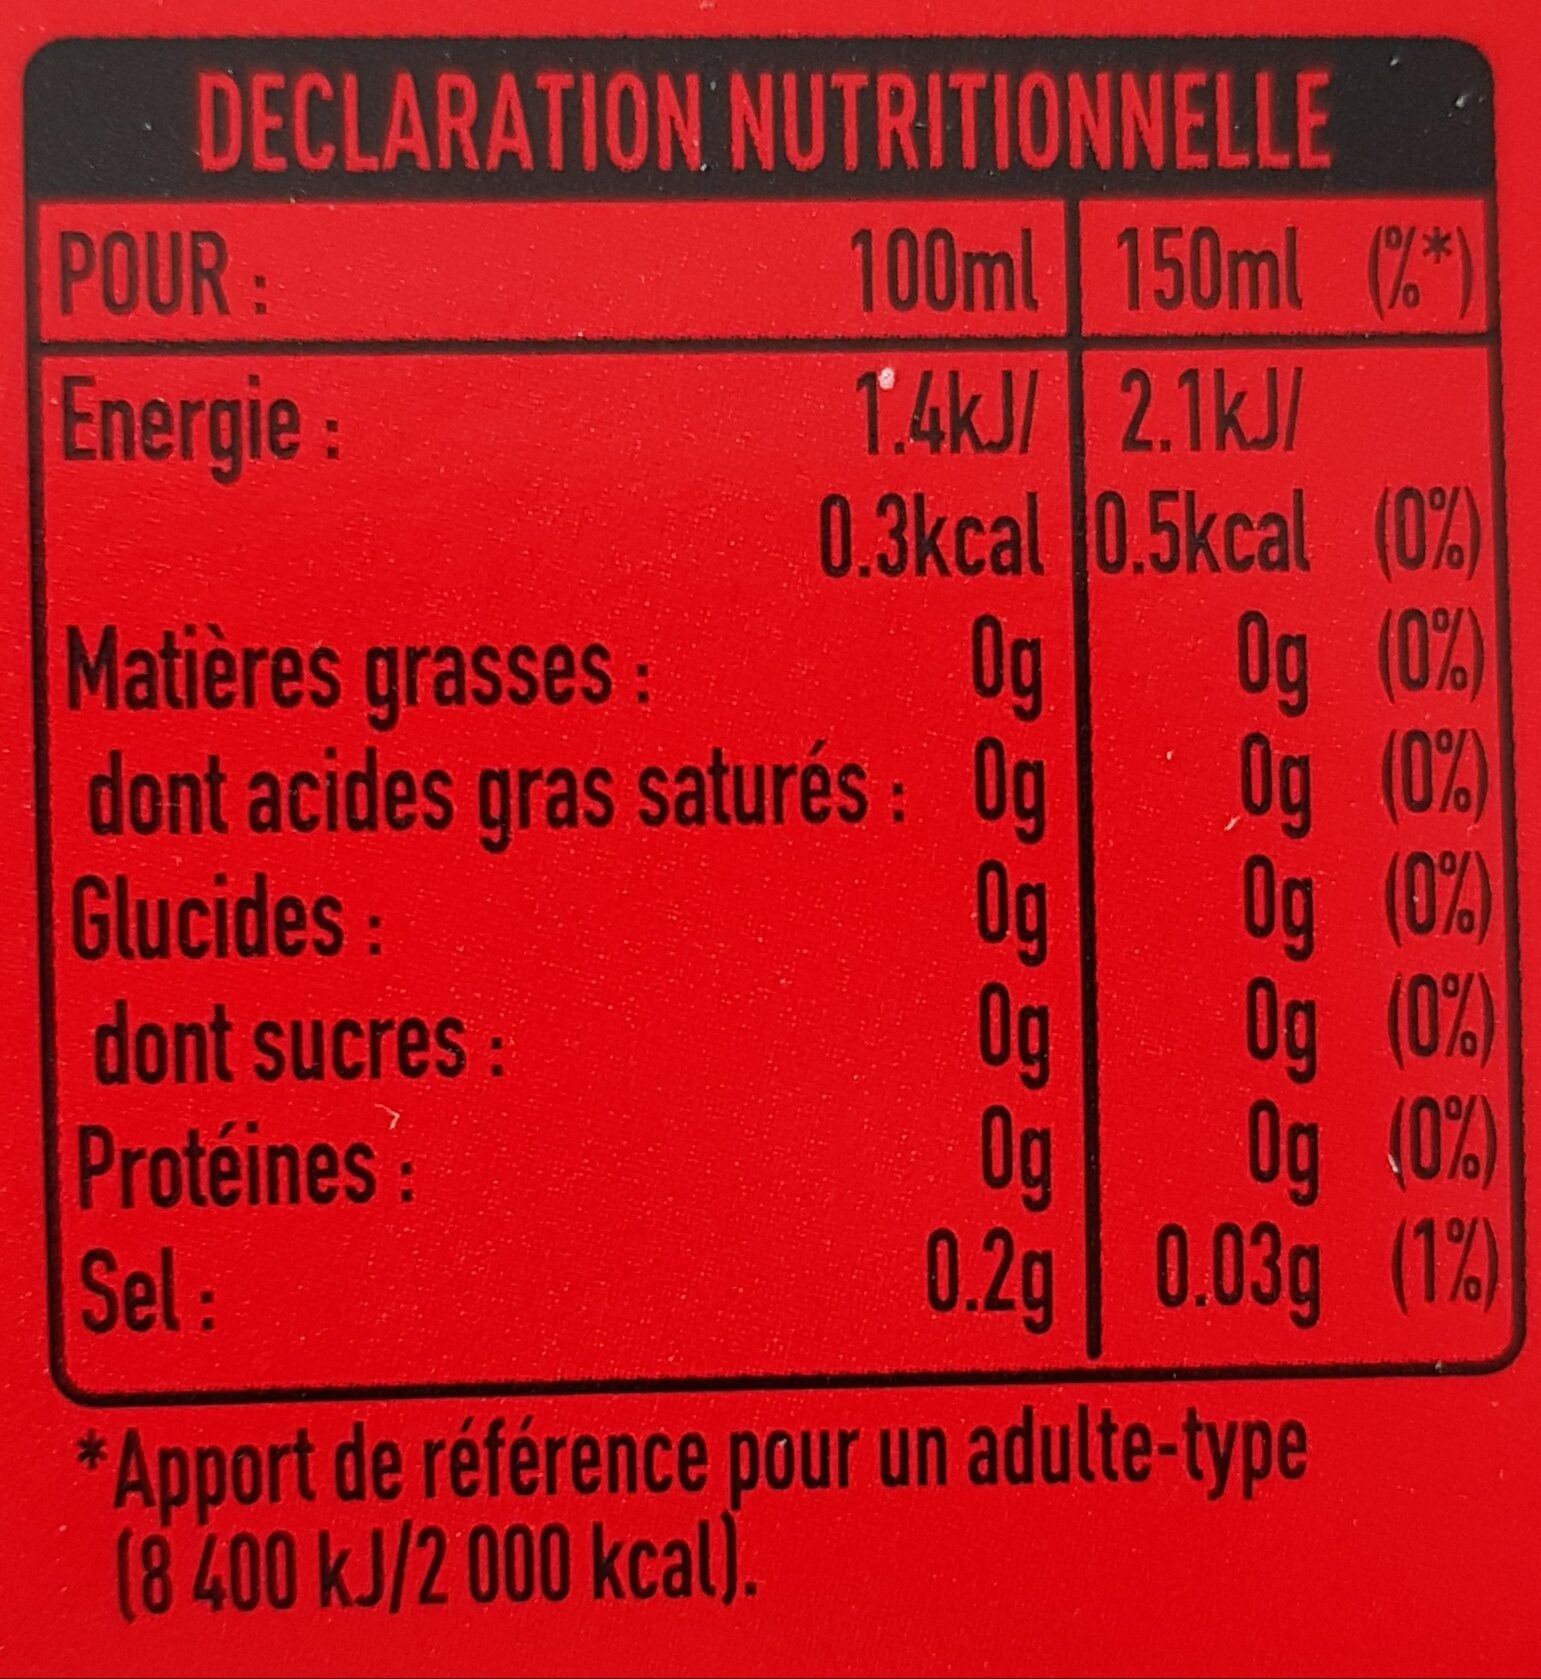 DECLARATION NUTRITIONNELLE
POUR : 100ml 150ml (%*)
Energie : 1.4kJ/ 2.1kJ/
0.3kcal 0.5kcal (0%)
Matières grasses : 0g 0g (0%)
dont acides gras saturés : 0g 0g (0%)
Glucides : 0g 0g (0%)
dont sucres : 0g 0g (0%)
Protéines : 0g 0g (0%)
Sel : 0.2g 0.03g (1%)
*Apport de référence pour un adulte-type
(8 400 kJ/2 000 kcal).